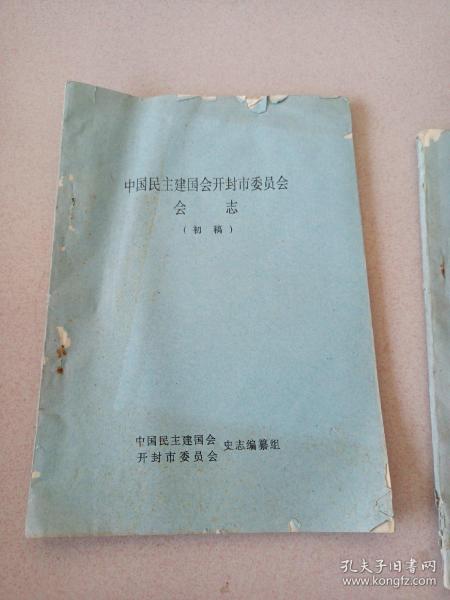 中国民主建国会开封市委员会
会 志
（初 稿）
中国民主建国会
开封市委员会
史志编纂组
孔夫子旧书网
www.kongfz.com